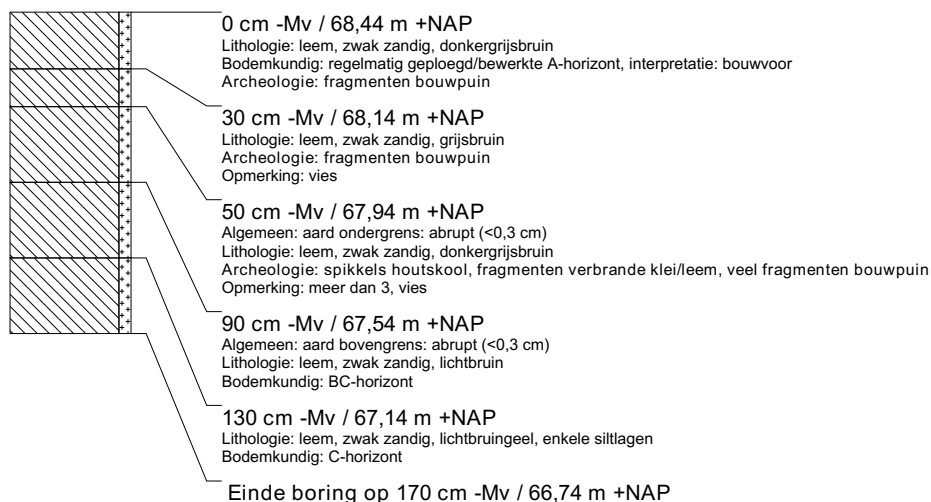 0 cm -Mv / 68,44 m +NAP
Lithologie: leem, zwak zandig, donkergrijsbruin
Bodemkundig: regelmatig geploegd/bewerkte A-horizont, interpretatie: bouwvoor
Archeologie: fragmenten bouwpuin
30 cm -Mv / 68,14 m +NAP
Lithologie: leem, zwak zandig, grijsbruin
Archeologie: fragmenten bouwpuin
Opmerking: vies
50 cm -Mv / 67,94 m +NAP
Algemeen: aard ondergrens: abrupt (<0,3 cm)
Lithologie: leem, zwak zandig, donkergrijsbruin
Archeologie: spikkels houtskool, fragmenten verbrande klei/leem, veel fragmenten bouwpuin
Opmerking: meer dan 3, vies
90 cm -Mv / 67,54 m +NAP
Algemeen: aard bovengrens: abrupt (<0,3 cm)
Lithologie: leem, zwak zandig, lichtbruin
Bodemkundig: BC-horizont
130 cm -Mv / 67,14 m +NAP
Lithologie: leem, zwak zandig, lichtbruingeel, enkele siltlagen
Bodemkundig: C-horizont
Einde boring op 170 cm -Mv / 66,74 m +NAP